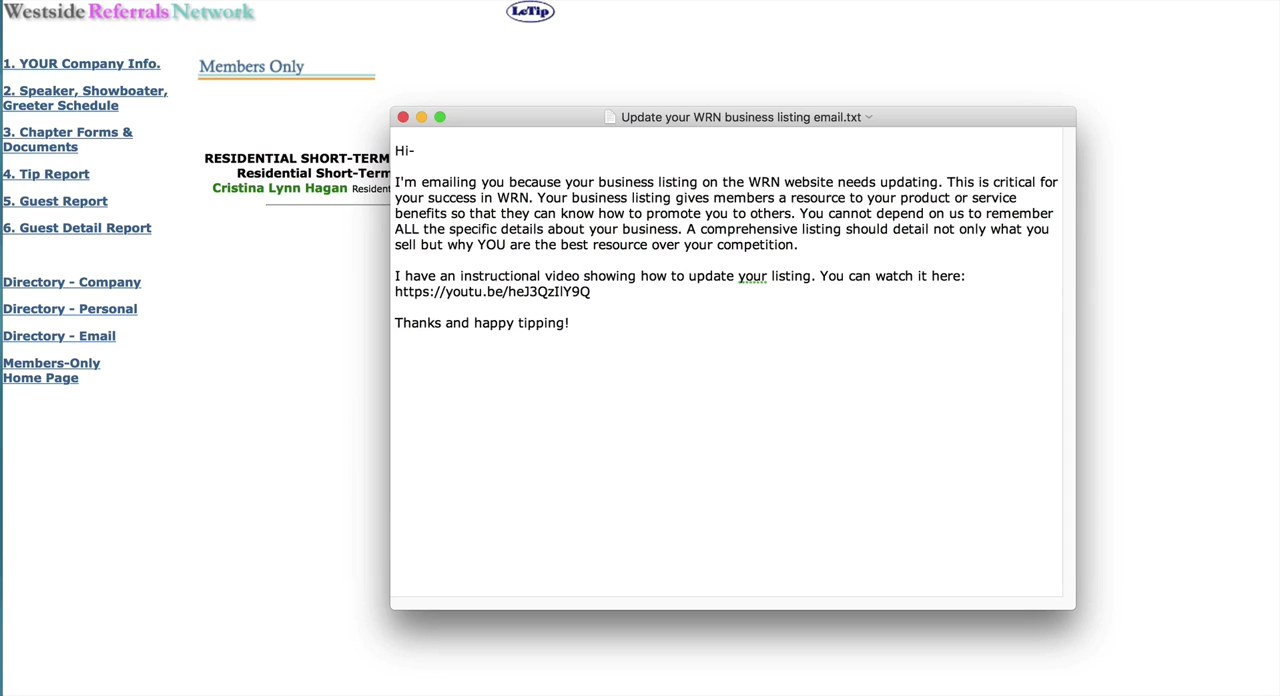 Westside Referrals Network
LeTip
1. YOUR Company Info.
2. Speaker, Showboater,
Greeter Schedule
3. Chapter Forms &
Documents
4. Tip Report
5. Guest Report
6. Guest Detail Report
Directory - Company
Directory - Personal
Directory - Email
Members-Only
Home Page
Members Only
RESIDENTIAL SHORT-TERM
Residential Short-Term
Cristina Lynn Hagan Resident
Update your WRN business listing email.txt
Hi-
I'm emailing you because your business listing on the WRN website needs updating. This is critical for
your success in WRN. Your business listing gives members a resource to your product or service
benefits so that they can know how to promote you to others. You cannot depend on us to remember
ALL the specific details about your business. A comprehensive listing should detail not only what you
sell but why YOU are the best resource over your competition.
I have an instructional video showing how to update your listing. You can watch it here:
https://youtu.be/heJ3QzIlY9Q
Thanks and happy tipping!